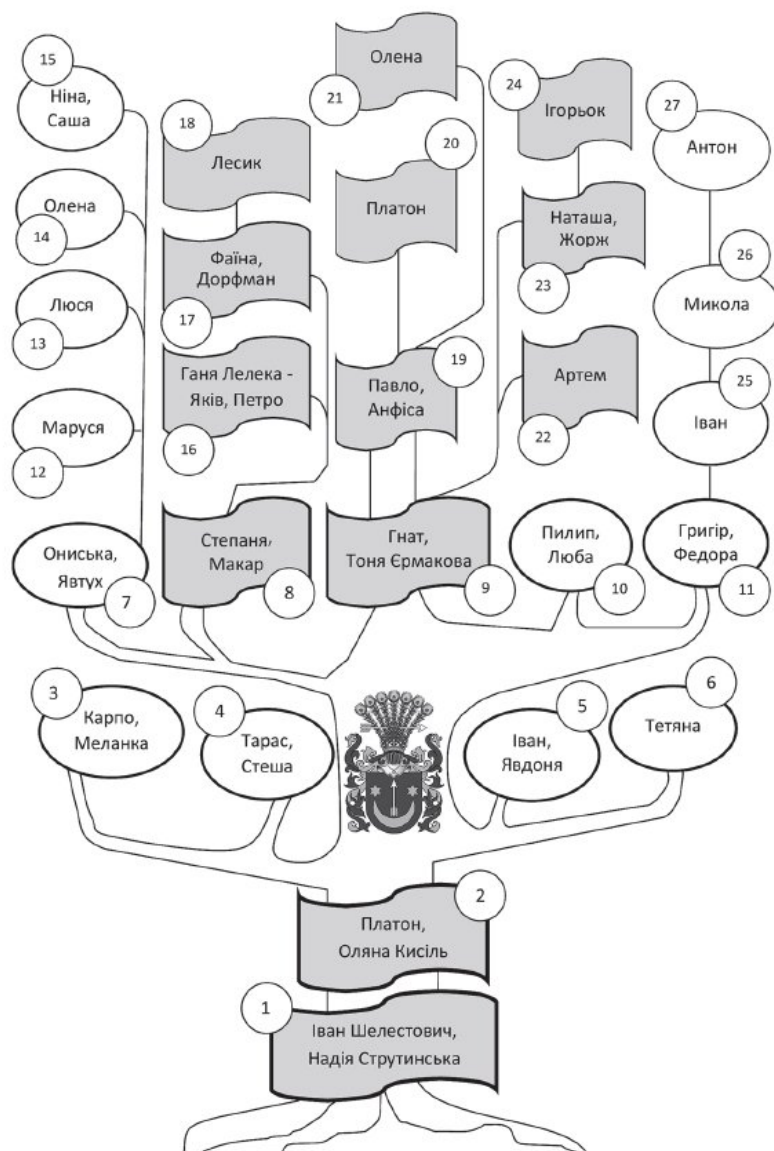 15
Ніна,
Саша
18
Лесик
Олена
21
24
Ігорьок
27
Антон
20
Платон
Олена
14
Фаїна,
Дорфман
17
Наташа,
Жорж
23
26
Микола
Люся
13
Ганя Лелека -
Яків, Петро
16
19
Павло,
Анфіса
Артем
22
25
Іван
Маруся
12
Ониська,
Явтух
7
Степаня,
Макар
8
Гнат,
Тоня Єрмакова
9
Пилип,
Люба
10
Григір,
Федора
11
3
Карпо,
Меланка
4
Тарас,
Стеша
5
Іван,
Явдоня
6
Тетяна
2
Платон,
Оляна Кисіль
1
Іван Шелестович,
Надія Струтинська